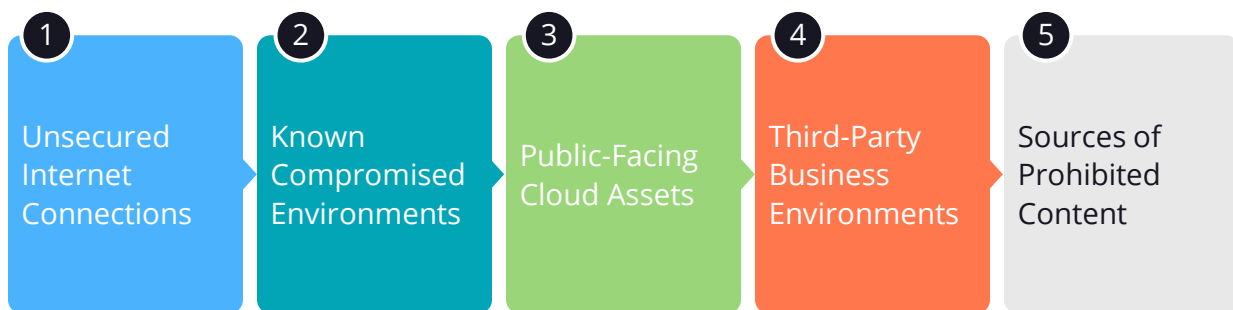 1
Unsecured
Internet
Connections
2
Known
Compromised
Environments
3
Public-Facing
Cloud Assets
4
Third-Party
Business
Environments
5
Sources of
Prohibited
Content